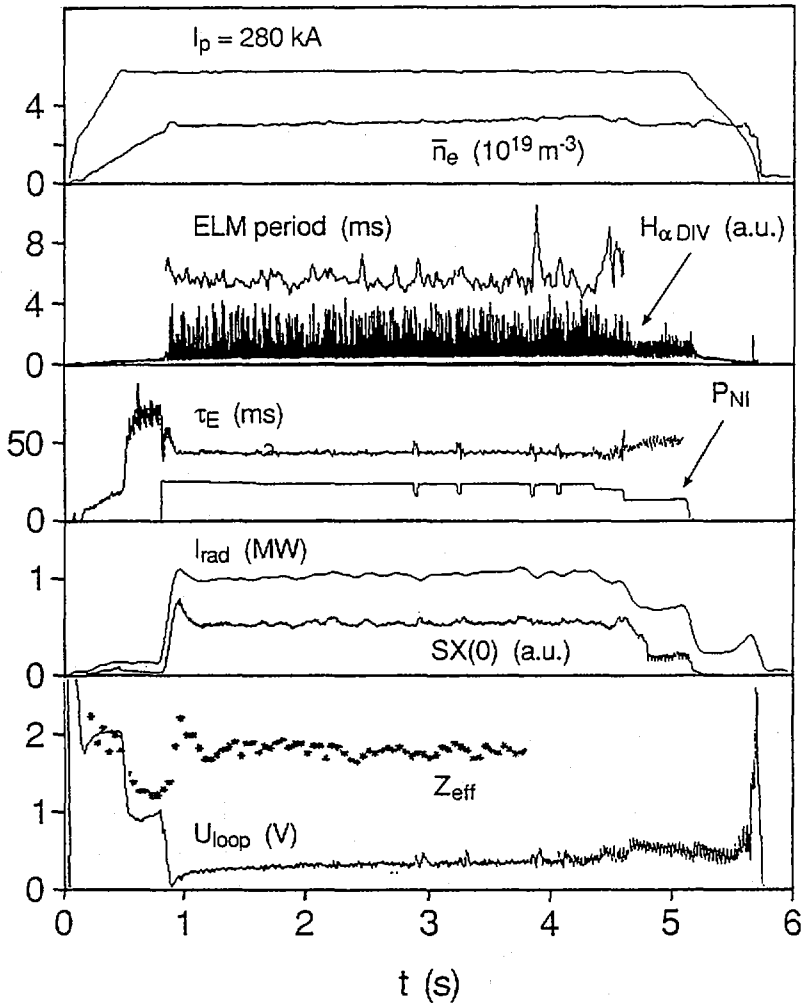 I_p = 280 kA
4
0
n̄_e (10^19 m^-3)
ELM period (ms)
H_α DIV (a.u.)
8
4
0
τ_E (ms)
P_NI
50
0
I_rad (MW)
1
SX(0) (a.u.)
0
2
Z_eff
1
U_loop (V)
0
0 1 2 3 4 5 6
t (s)